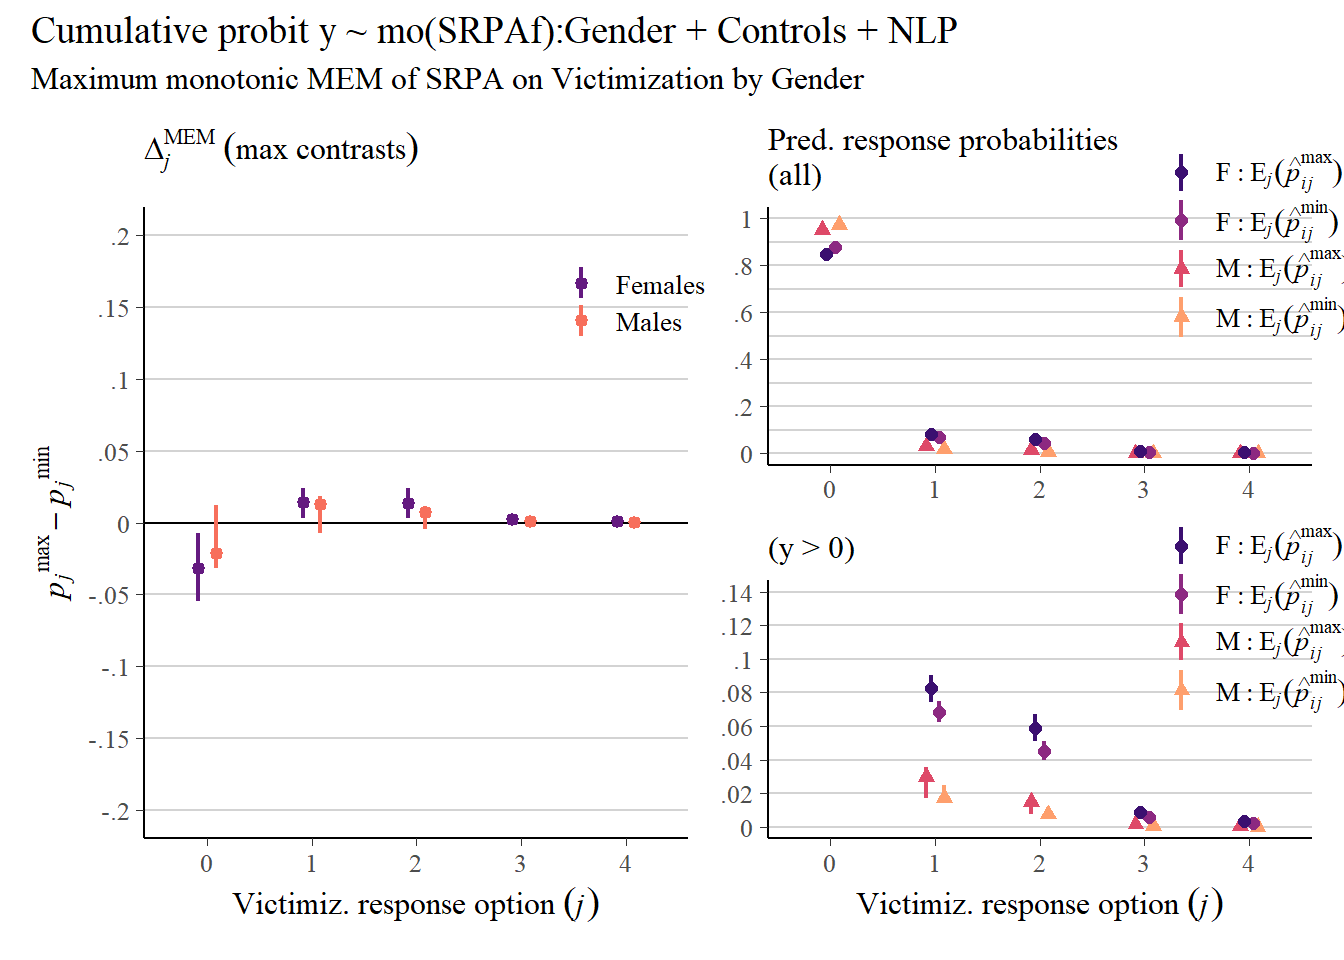 Cumulative probit y ~ mo(SRPAf):Gender + Controls + NLP
Maximum monotonic MEM of SRPA on Victimization by Gender
Δ_j^MEM (max contrasts)
.2
.15
.1
.05
0
-.05
-.1
-.15
-.2
p_j^max − p_j^min
Females
Males
0 1 2 3 4
Victimiz. response option (j)
Pred. response probabilities
(all)
F : E_j(p̂_ij^max)
F : E_j(p̂_ij^min)
M : E_j(p̂_ij^max
M : E_j(p̂_ij^min)
1
.8
.6
.4
.2
0
0 1 2 3 4
(y > 0)
F : E_j(p̂_ij^max)
F : E_j(p̂_ij^min)
M : E_j(p̂_ij^max
M : E_j(p̂_ij^min)
.14
.12
.1
.08
.06
.04
.02
0
0 1 2 3 4
Victimiz. response option (j)